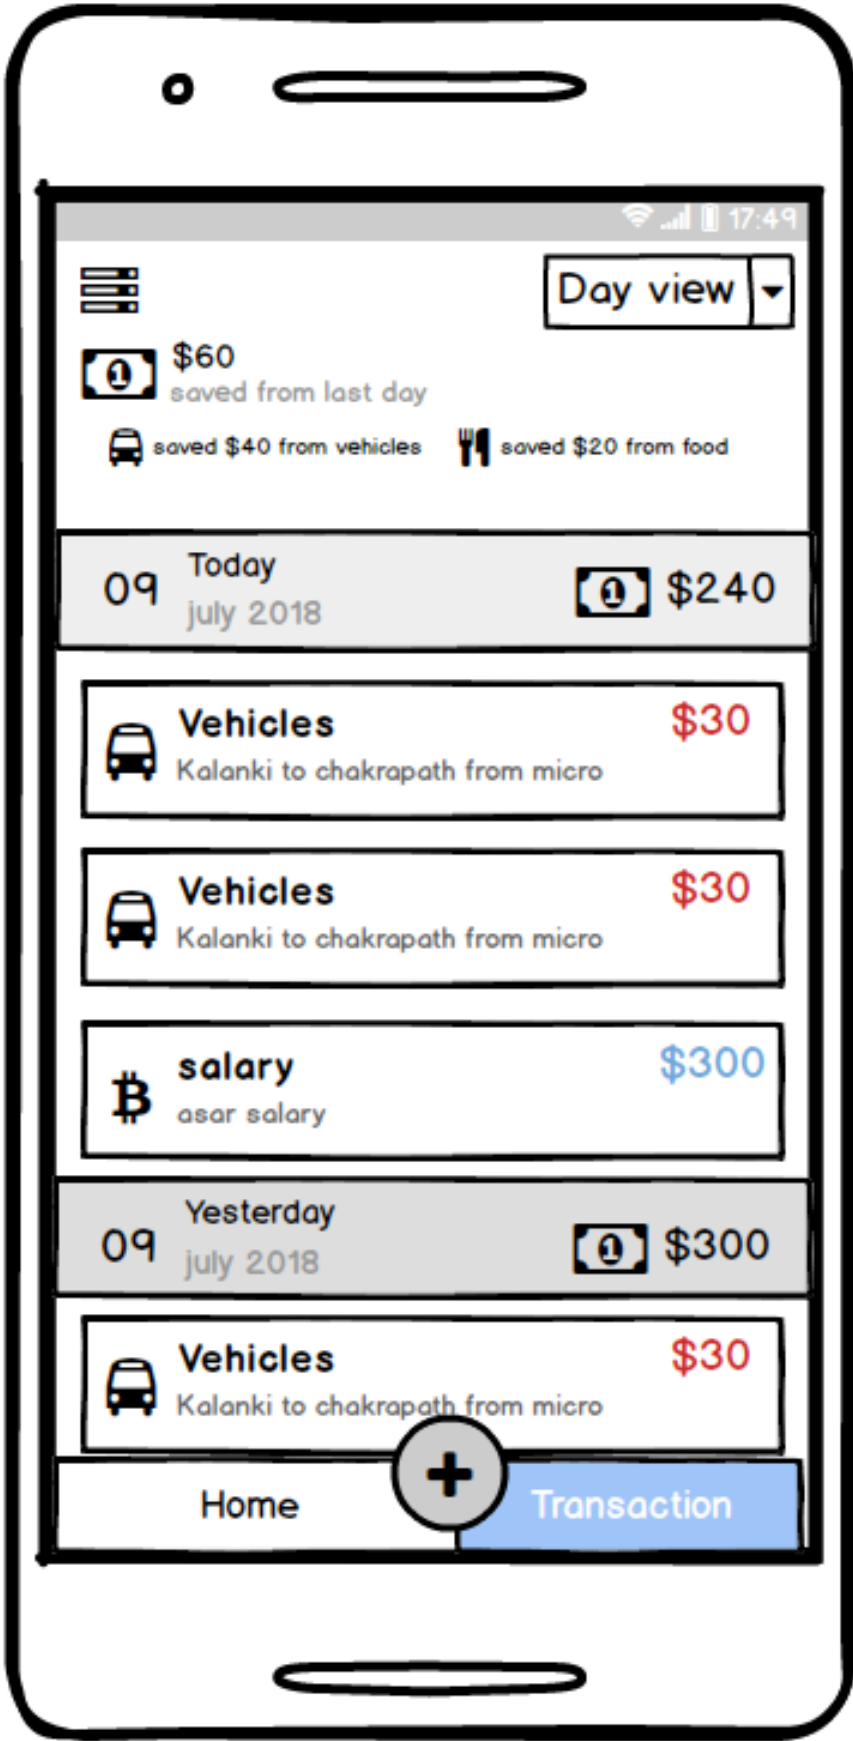 17:49
Day view
$60
saved from last day
saved $40 from vehicles saved $20 from food
09 Today 1 $240
july 2018
Vehicles $30
Kalanki to chakrapath from micro
Vehicles $30
Kalanki to chakrapath from micro
salary $300
asar salary
09 Yesterday 1 $300
july 2018
Vehicles $30
Kalanki to chakrapath from micro
+
Home Transaction